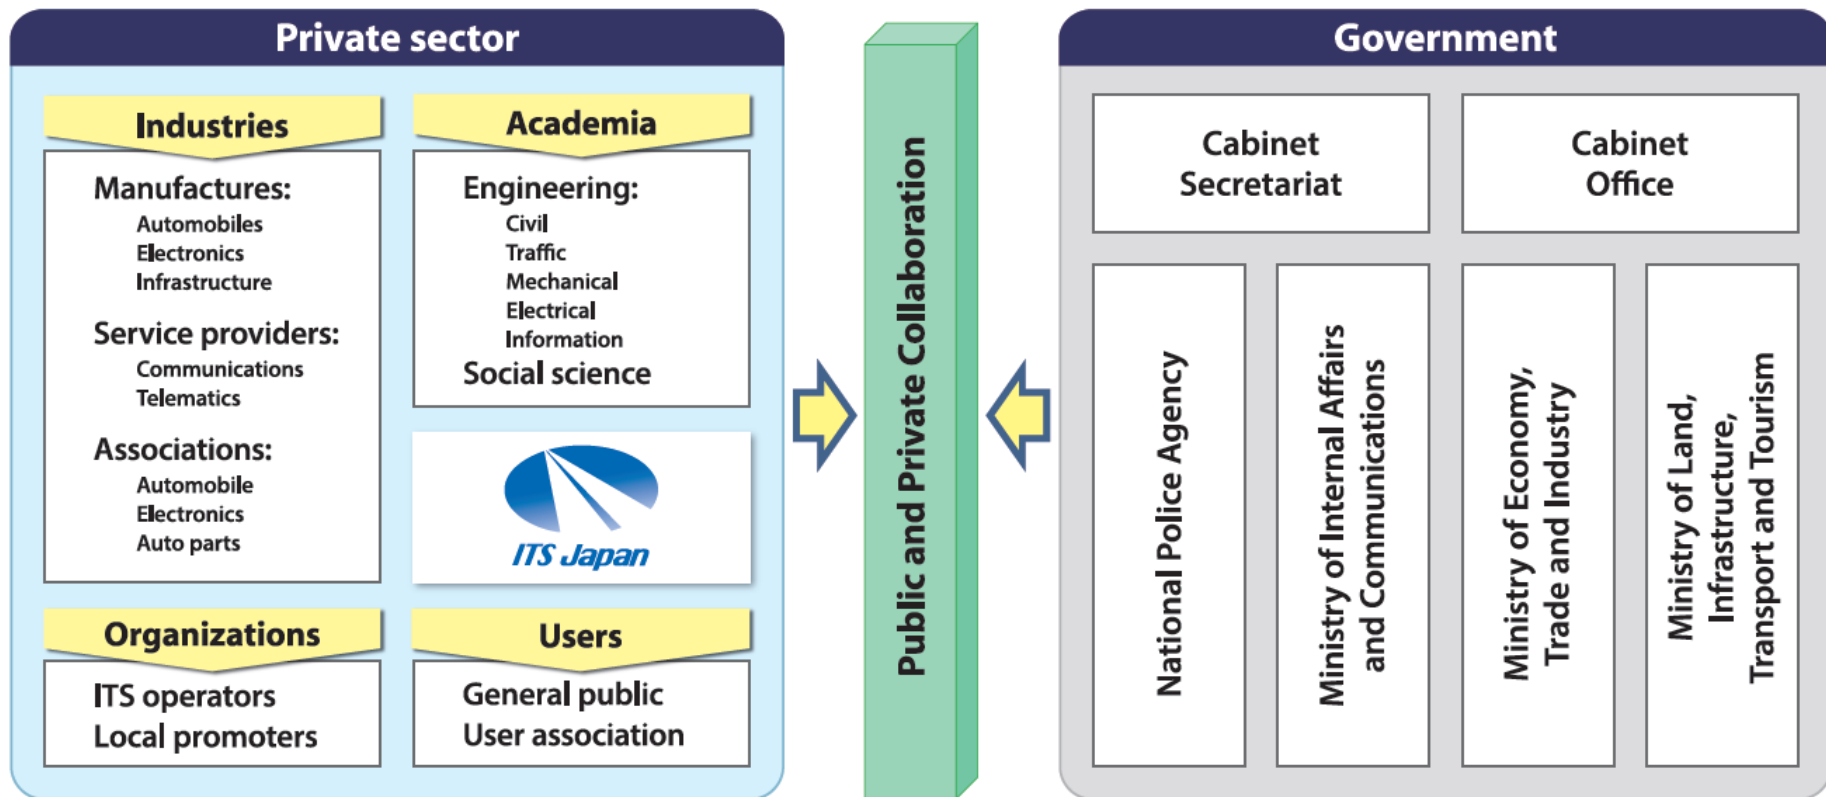 Private sector
Industries
Manufactures:
Automobiles
Electronics
Infrastructure
Service providers:
Communications
Telematics
Associations:
Automobile
Electronics
Auto parts
Academia
Engineering:
Civil
Traffic
Mechanical
Electrical
Information
Social science
ITS Japan
Organizations
ITS operators
Local promoters
Users
General public
User association
Public and Private Collaboration
Government
Cabinet
Secretariat
Cabinet
Office
National Police Agency
Ministry of Internal Affairs
and Communications
Ministry of Economy,
Trade and Industry
Ministry of Land,
Infrastructure,
Transport and Tourism